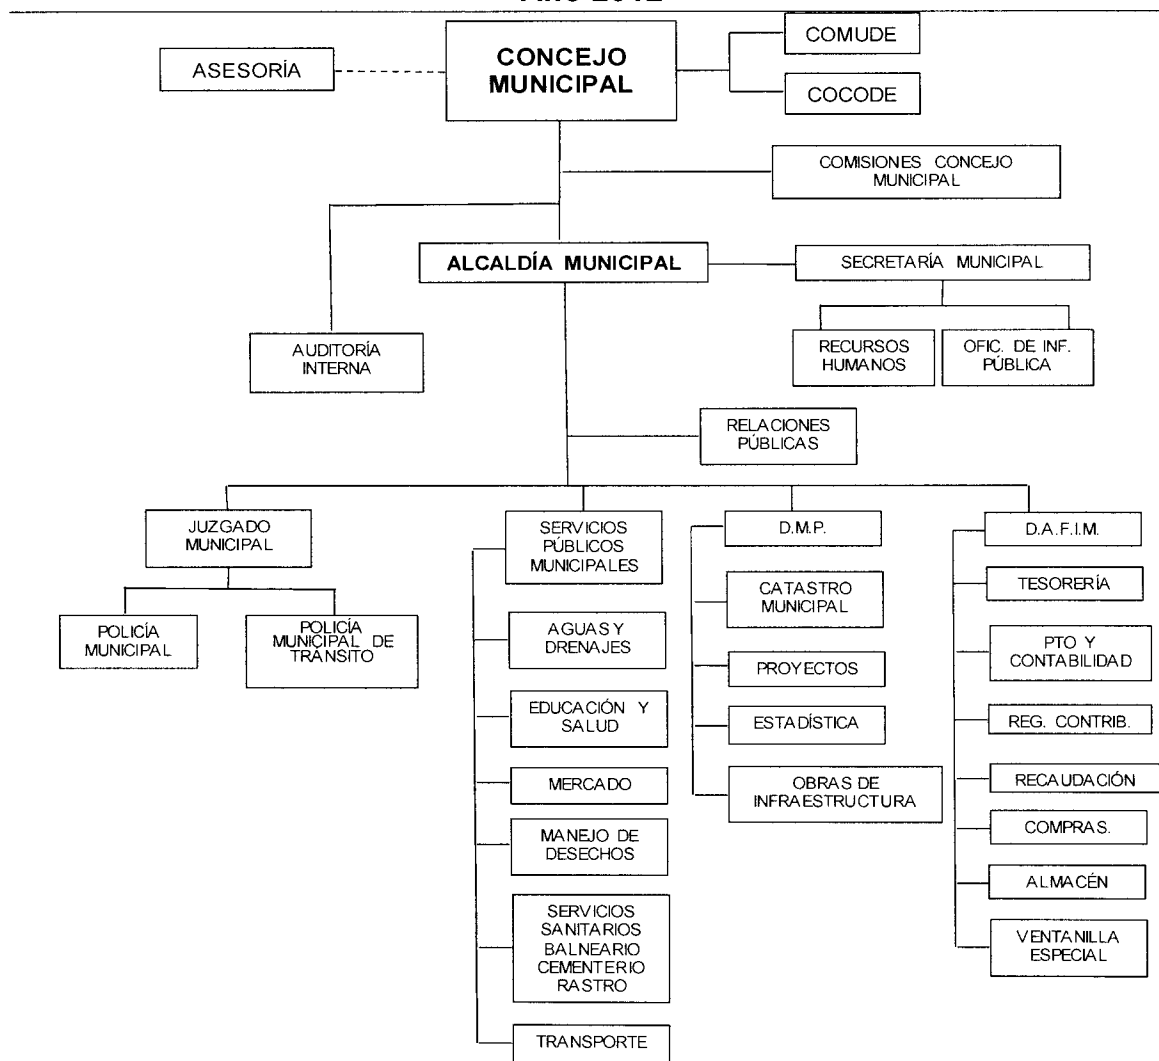 ASESORÍA
CONCEJO
MUNICIPAL
COMUDE
COCODE
COMISIONES CONCEJO
MUNICIPAL
ALCALDÍA MUNICIPAL
SECRETARÍA MUNICIPAL
AUDITORÍA
INTERNA
RECURSOS
HUMANOS
OFIC. DE INF.
PÚBLICA
RELACIONES
PÚBLICAS
JUZGADO
MUNICIPAL
POLICÍA
MUNICIPAL
POLICÍA
MUNICIPAL DE
TRÁNSITO
SERVICIOS
PÚBLICOS
MUNICIPALES
AGUAS Y
DRENAJES
EDUCACIÓN Y
SALUD
MERCADO
MANEJO DE
DESECHOS
SERVICIOS
SANITARIOS
BALNEARIO
CEMENTERIO
RASTRO
TRANSPORTE
D.M.P.
CATASTRO
MUNICIPAL
PROYECTOS
ESTADÍSTICA
OBRAS DE
INFRAESTRUCTURA
D.A.F.I.M.
TESORERÍA
PTO Y
CONTABILIDAD
REG. CONTRIB.
RECAUDACIÓN
COMPRAS.
ALMACÉN
VENTANILLA
ESPECIAL